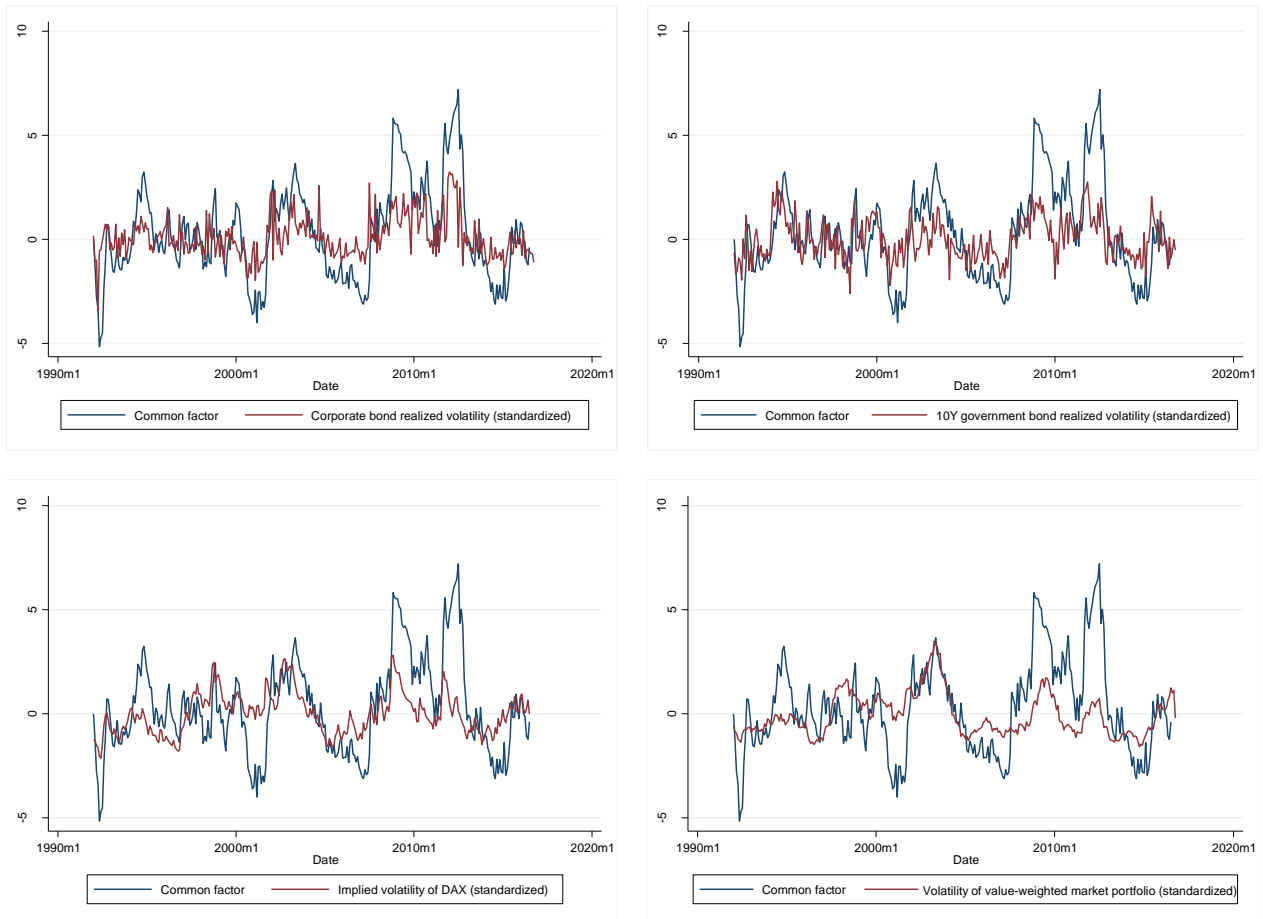 10
5
0
-5
1990m1 2000m1 2010m1 2020m1
Date
Common factor Corporate bond realized volatility (standardized)
10
5
0
-5
1990m1 2000m1 2010m1 2020m1
Date
Common factor 10Y government bond realized volatility (standardized)
10
5
0
-5
1990m1 2000m1 2010m1 2020m1
Date
Common factor Implied volatility of DAX (standardized)
10
5
0
-5
1990m1 2000m1 2010m1 2020m1
Date
Common factor Volatility of value-weighted market portfolio (standardized)